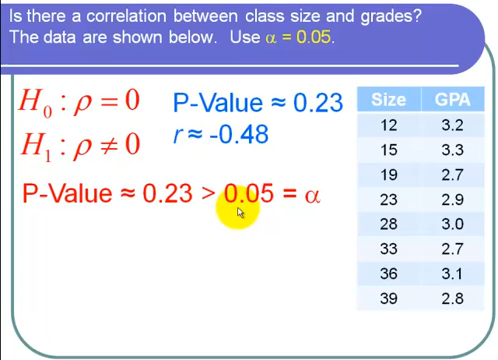 Is there a correlation between class size and grades?
The data are shown below. Use α = 0.05.
H₀ : ρ = 0
P-Value ≈ 0.23
H₁ : ρ ≠ 0
r ≈ -0.48
P-Value ≈ 0.23 > 0.05 = α
Size GPA
12 3.2
15 3.3
19 2.7
23 2.9
28 3.0
33 2.7
36 3.1
39 2.8